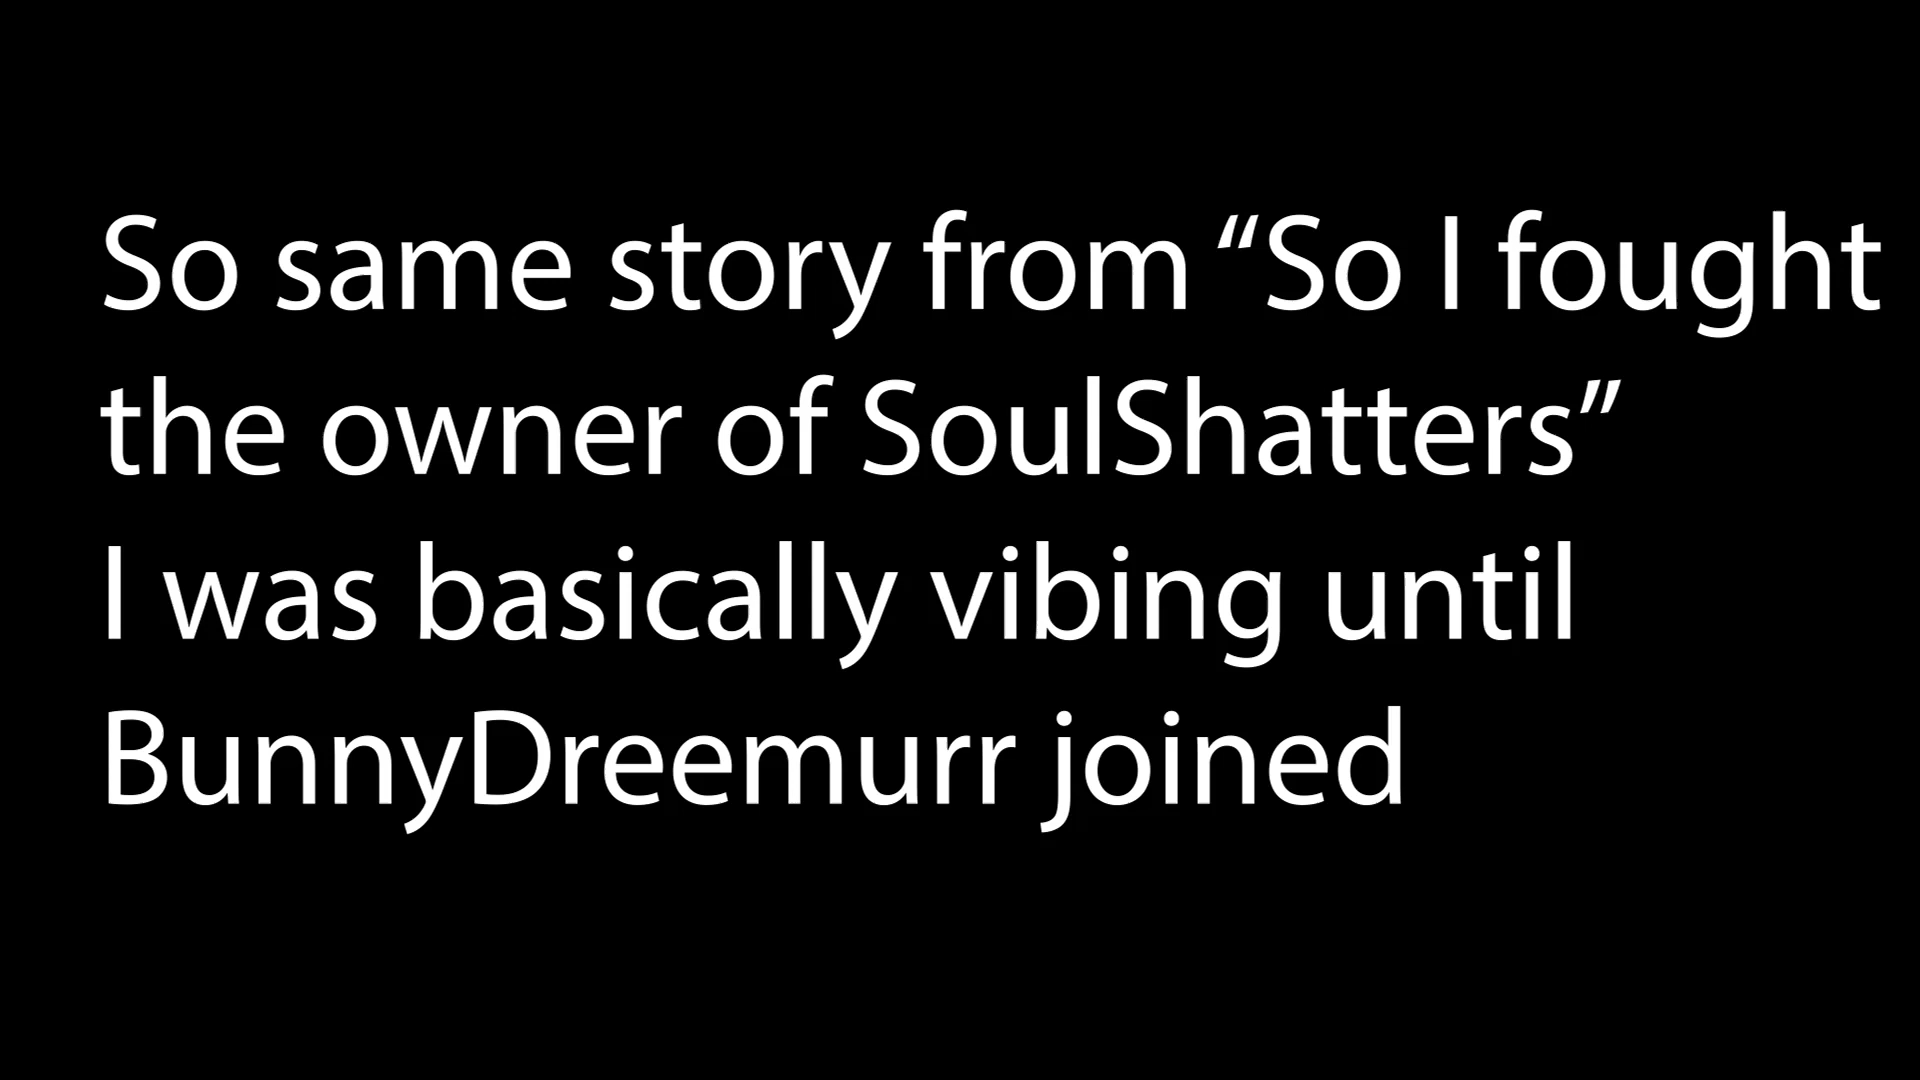 So same story from “So I fought
the owner of SoulShatters”
I was basically vibing until
BunnyDreemurr joined